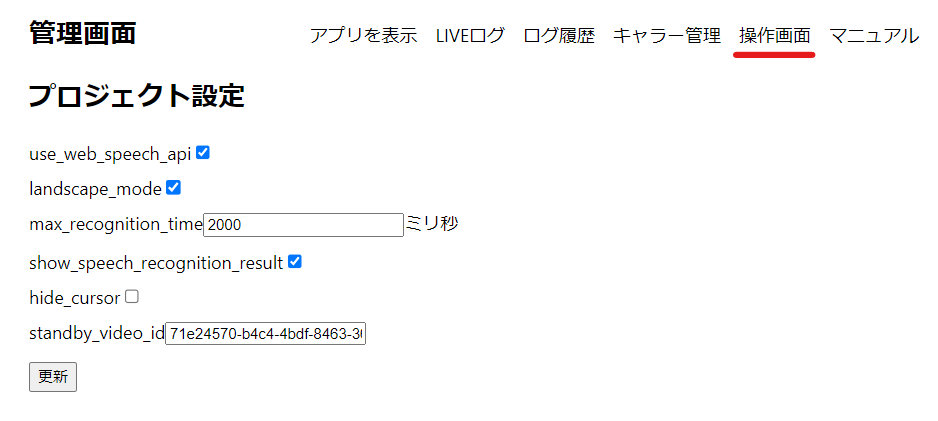 管理画面
アプリを表示 LIVEログ ログ履歴 キャラー管理 操作画面 マニュアル
プロジェクト設定
use_web_speech_api
landscape_mode
max_recognition_time 2000 ミリ秒
show_speech_recognition_result
hide_cursor
standby_video_id 71e24570-b4c4-4bdf-8463-3
更新